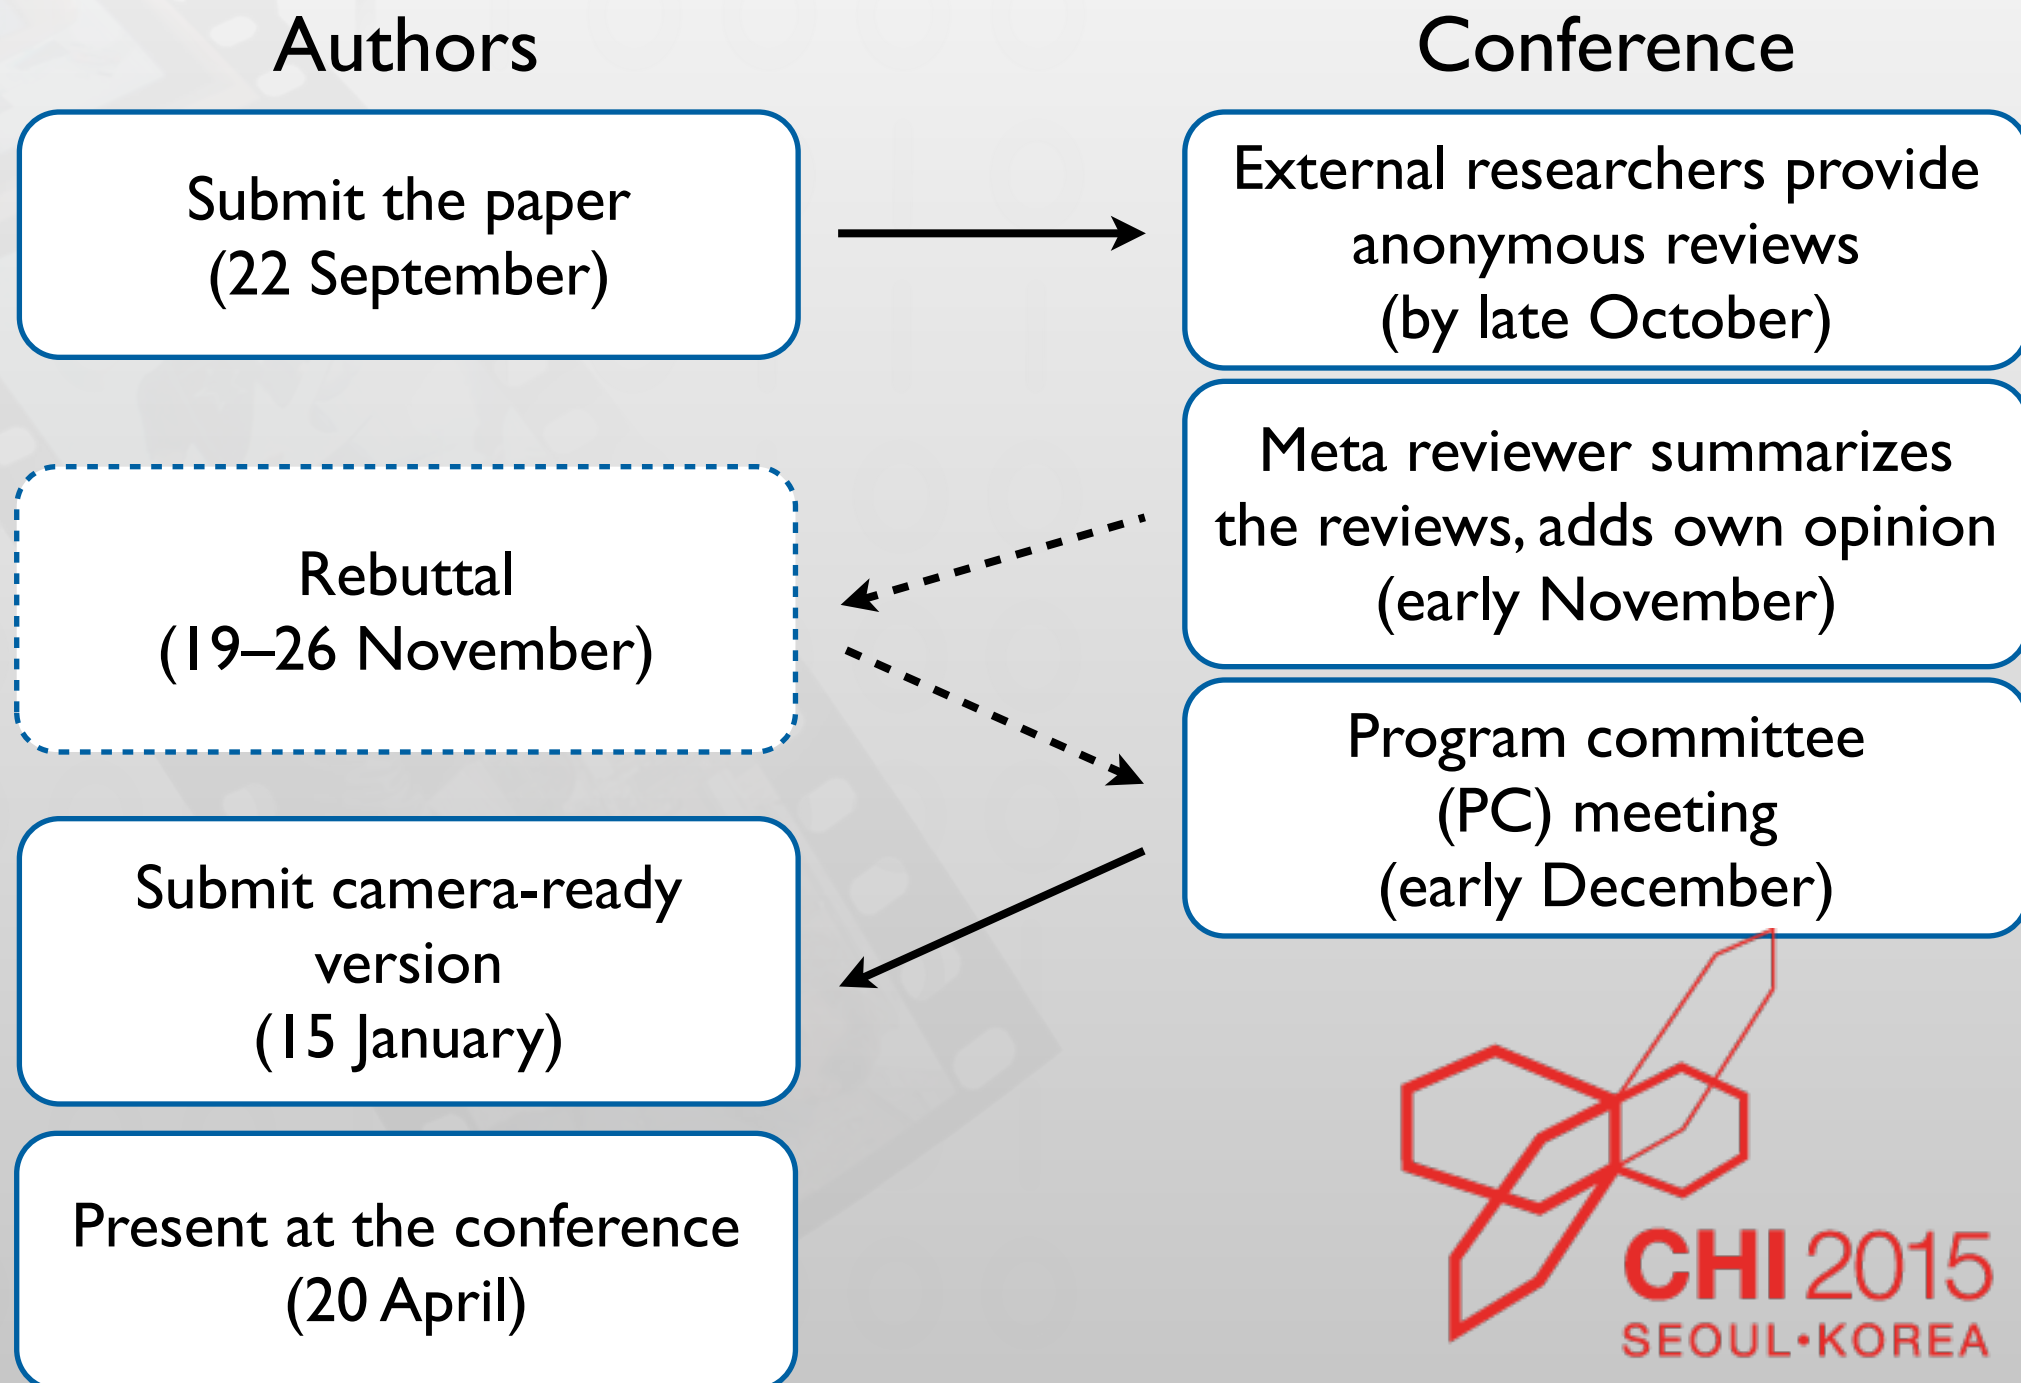 Authors
Submit the paper
(22 September)
Rebuttal
(19–26 November)
Submit camera-ready
version
(15 January)
Present at the conference
(20 April)
Conference
External researchers provide
anonymous reviews
(by late October)
Meta reviewer summarizes
the reviews, adds own opinion
(early November)
Program committee
(PC) meeting
(early December)
CHI 2015
SEOUL•KOREA